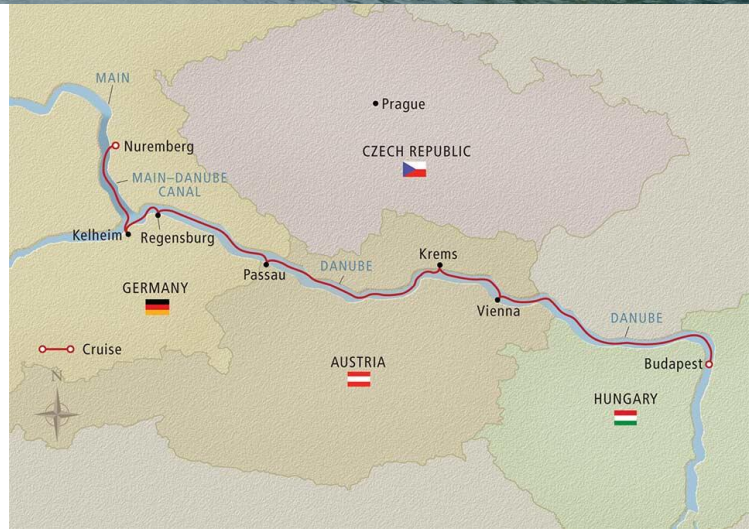 MAIN
Prague
Nuremberg
CZECH REPUBLIC
MAIN–DANUBE
CANAL
Kelheim
Regensburg
Krems
Passau
DANUBE
GERMANY
Vienna
DANUBE
Cruise
AUSTRIA
Budapest
N
HUNGARY